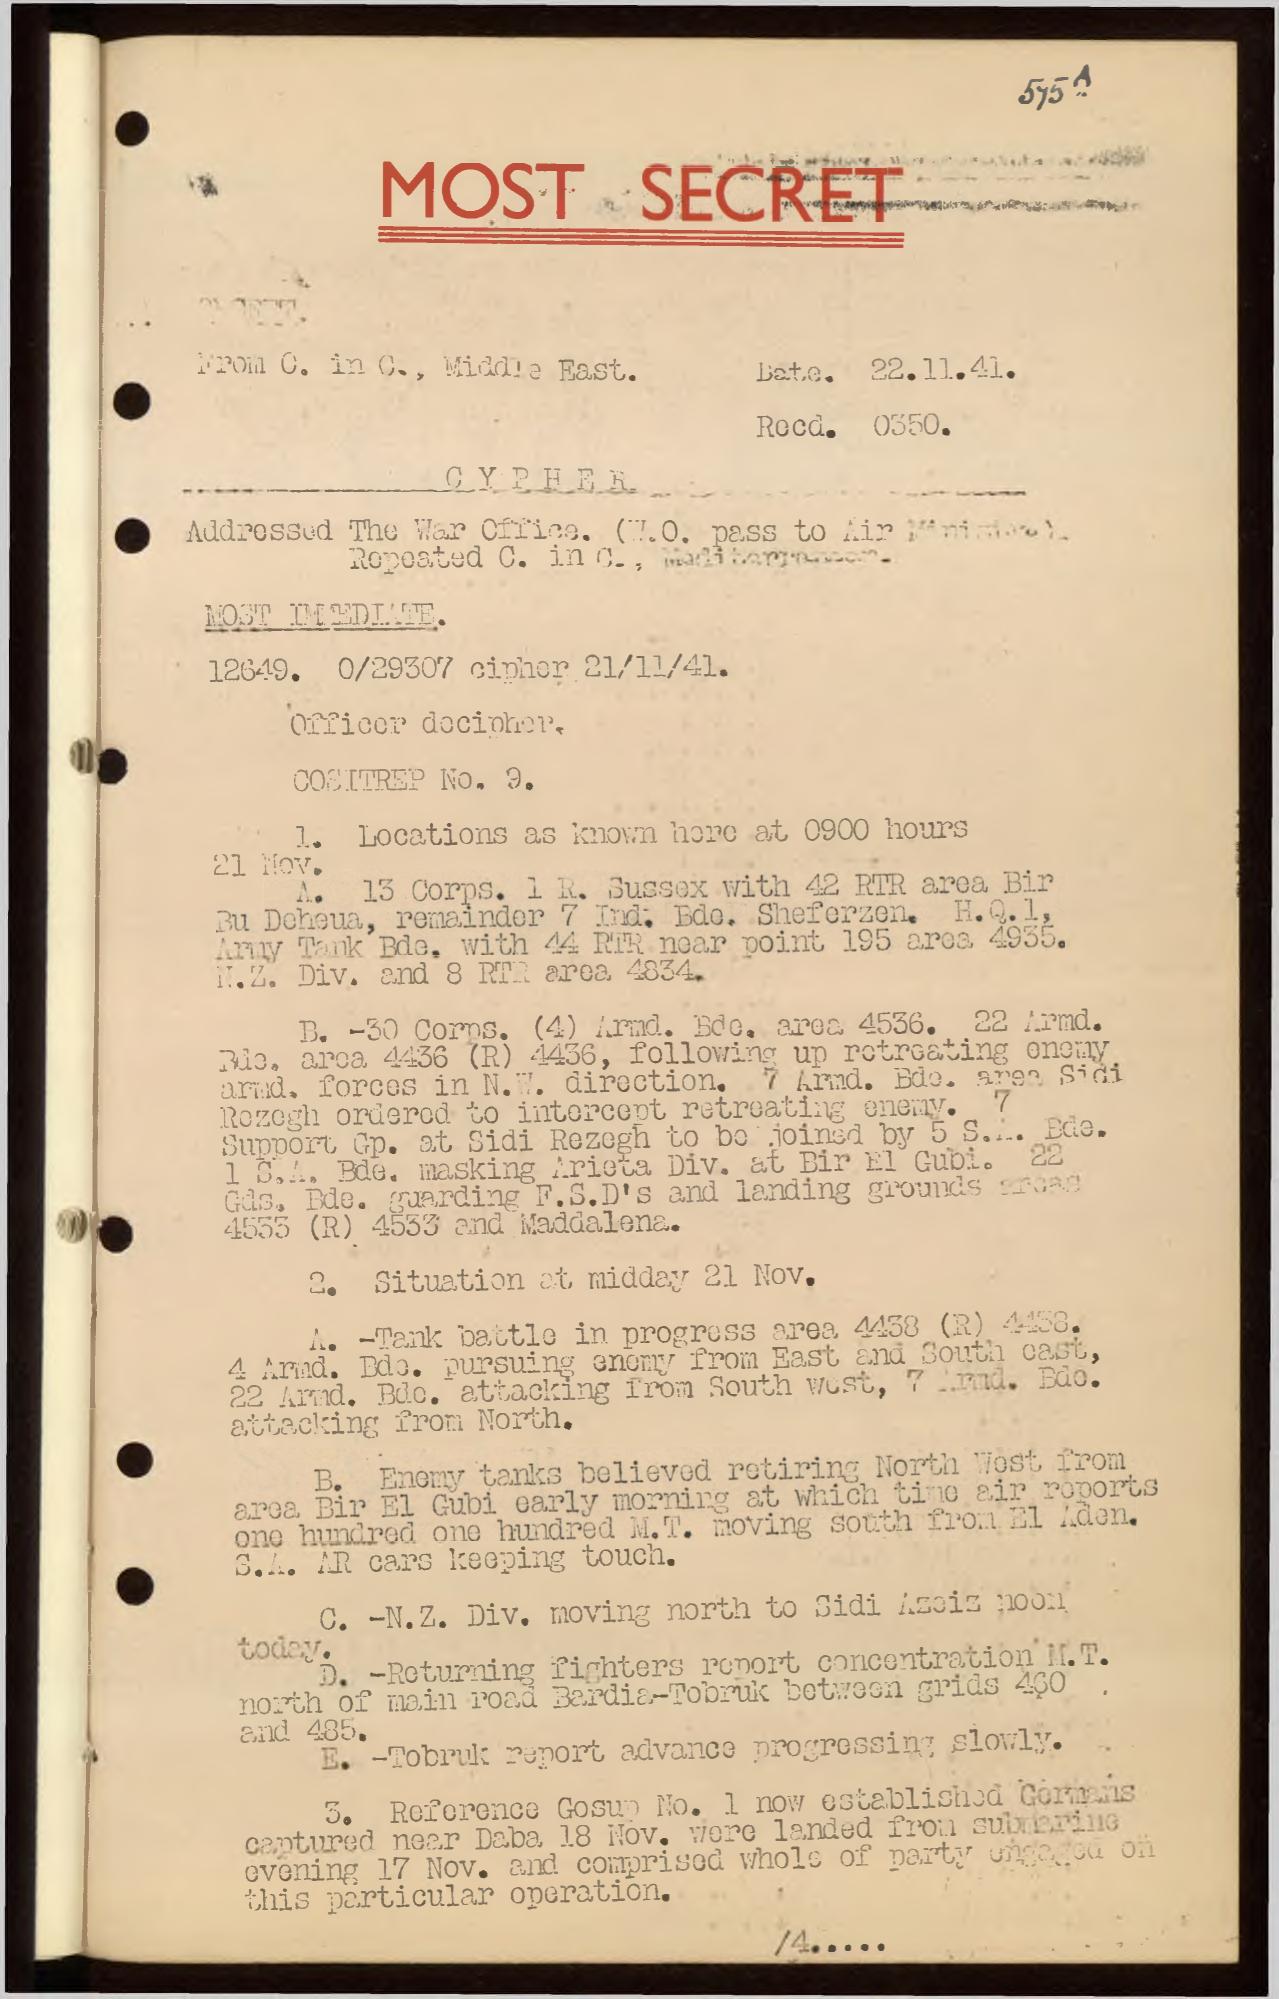 575 A
MOST SECRET
From C. in C., Middle East. Date. 22.11.41.
Recd. 0350.
CYPHER
Addressed The War Office. (W.O. pass to Air Ministry).
Repeated C. in C., Mediterranean.
MOST IMMEDIATE.
12649. 0/29307 cipher 21/11/41.
Officer decipher.
COSITREP No. 9.
1. Locations as known here at 0900 hours
21 Nov.
A. 13 Corps. 1 R. Sussex with 42 RTR area Bir
Bu Deheua, remainder 7 Ind. Bde. Sheferzen. H.Q.1,
Army Tank Bde. with 44 RTR near point 195 area 4935.
N.Z. Div. and 8 RTR area 4834.
B. -30 Corps. (4) Armd. Bde. area 4536. 22 Armd.
Bde. area 4436 (R) 4436, following up retreating enemy
armd. forces in N.W. direction. 7 Armd. Bde. area Sidi
Rezegh ordered to intercept retreating enemy. 7
Support Gp. at Sidi Rezegh to be joined by 5 S.A. Bde.
1 S.A. Bde. masking Arieta Div. at Bir El Gubi. 22
Gds. Bde. guarding F.S.D's and landing grounds areas
4533 (R) 4533 and Maddalena.
2. Situation at midday 21 Nov.
A. -Tank battle in progress area 4438 (R) 4438.
4 Armd. Bde. pursuing enemy from East and South east,
22 Armd. Bde. attacking from South west, 7 Armd. Bde.
attacking from North.
B. Enemy tanks believed retiring North West from
area Bir El Gubi early morning at which time air reports
one hundred one hundred M.T. moving south from El Aden.
S.A. AR cars keeping touch.
C. -N.Z. Div. moving north to Sidi Azeiz noon
today.
D. -Returning fighters report concentration M.T.
north of main road Bardia-Tobruk between grids 460
and 485.
E. -Tobruk report advance progressing slowly.
3. Reference Gosup No. 1 now established Germans
captured near Daba 18 Nov. were landed from submarine
evening 17 Nov. and comprised whole of party engaged on
this particular operation.
/4.....